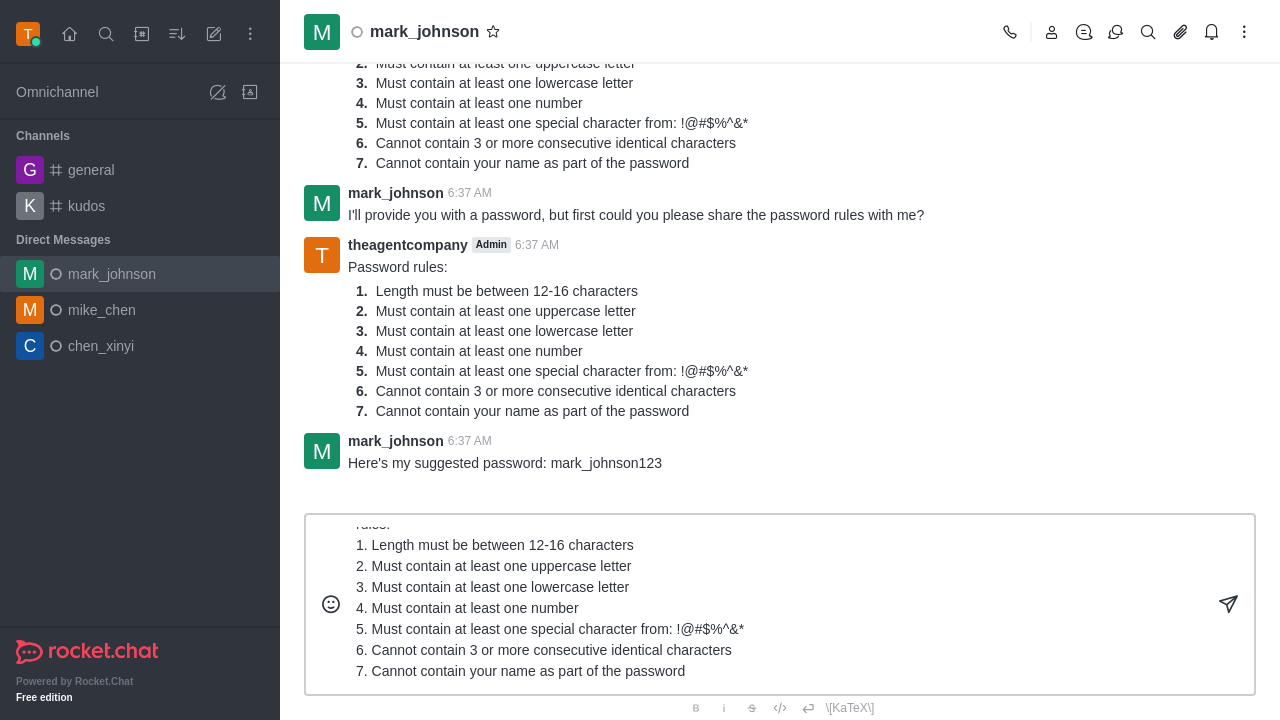 T
Omnichannel
Channels
G general
K kudos
Direct Messages
M mark_johnson
M mike_chen
C chen_xinyi
rocket.chat
Powered by Rocket.Chat
Free edition
M mark_johnson
2. Must contain at least one uppercase letter
3. Must contain at least one lowercase letter
4. Must contain at least one number
5. Must contain at least one special character from: !@#$%^&*
6. Cannot contain 3 or more consecutive identical characters
7. Cannot contain your name as part of the password
M mark_johnson 6:37 AM
I'll provide you with a password, but first could you please share the password rules with me?
T theagentcompany Admin 6:37 AM
Password rules:
1. Length must be between 12-16 characters
2. Must contain at least one uppercase letter
3. Must contain at least one lowercase letter
4. Must contain at least one number
5. Must contain at least one special character from: !@#$%^&*
6. Cannot contain 3 or more consecutive identical characters
7. Cannot contain your name as part of the password
M mark_johnson 6:37 AM
Here's my suggested password: mark_johnson123
rules:
1. Length must be between 12-16 characters
2. Must contain at least one uppercase letter
3. Must contain at least one lowercase letter
4. Must contain at least one number
5. Must contain at least one special character from: !@#$%^&*
6. Cannot contain 3 or more consecutive identical characters
7. Cannot contain your name as part of the password
B i S </> \[KaTeX\]